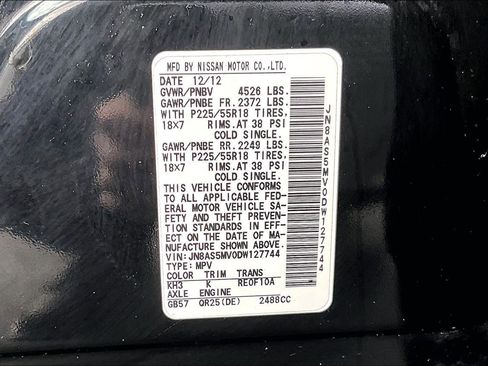 MFD BY NISSAN MOTOR CO.,LTD.
DATE 12/12
GVWR/PNBV 4526 LBS.
GAWR/PNBE FR. 2372 LBS.
WITH P225/55R18 TIRES,
18X7 RIMS.AT 38 PSI
COLD SINGLE.
GAWR/PNBE RR. 2249 LBS.
WITH P225/55R18 TIRES,
18X7 RIMS.AT 38 PSI
COLD SINGLE.
THIS VEHICLE CONFORMS
TO ALL APPLICABLE FED-
ERAL MOTOR VEHICLE SA-
FETY AND THEFT PREVENTION
STANDARDS IN EFFECT
ON THE DATE OF MA-
NUFACTURE SHOWN ABOVE.
VIN: JN8AS5MV0DW127744
TYPE: MPV
COLOR TRIM TRANS
KH3 K RE0F10A
AXLE ENGINE
GB57 QR25(DE) 2488CC
JN8AS5MV0DW127744